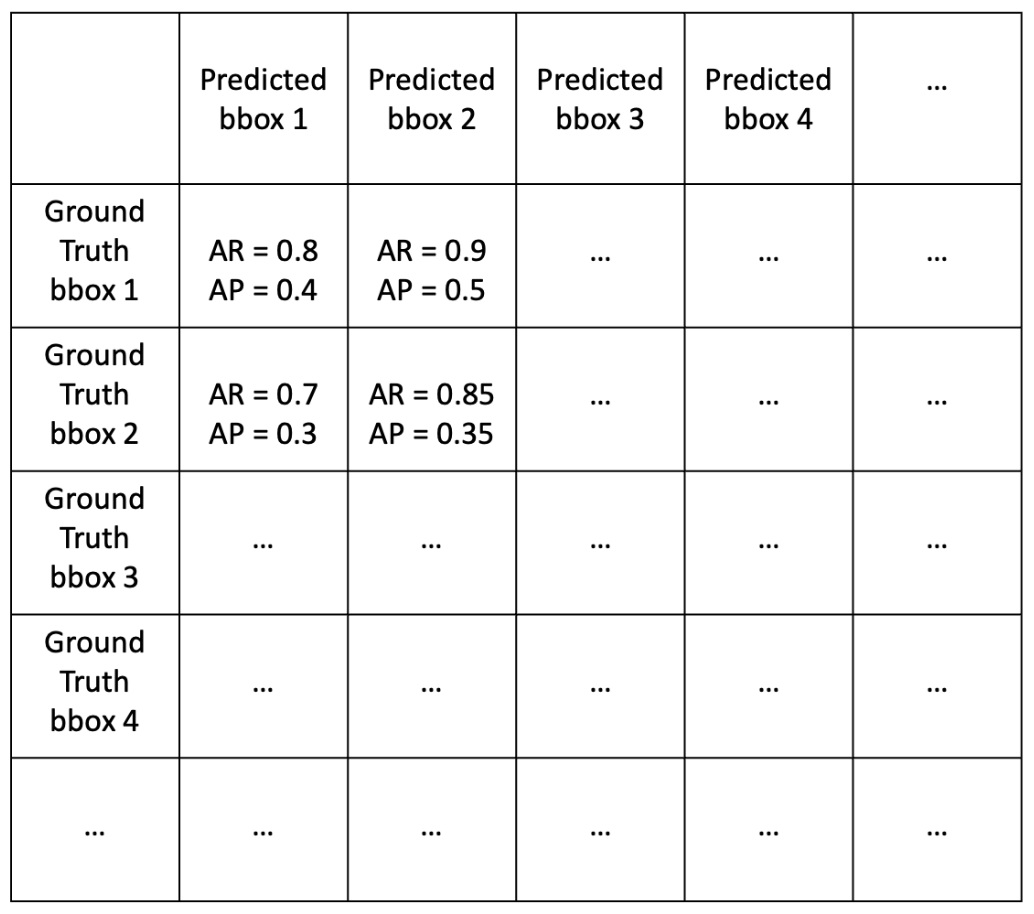 Predicted
bbox 1
Predicted
bbox 2
Predicted
bbox 3
Predicted
bbox 4
...
Ground
Truth
bbox 1
AR = 0.8
AP = 0.4
AR = 0.9
AP = 0.5
...
...
...
Ground
Truth
bbox 2
AR = 0.7
AP = 0.3
AR = 0.85
AP = 0.35
...
...
...
Ground
Truth
bbox 3
...
...
...
...
...
Ground
Truth
bbox 4
...
...
...
...
...
...
...
...
...
...
...